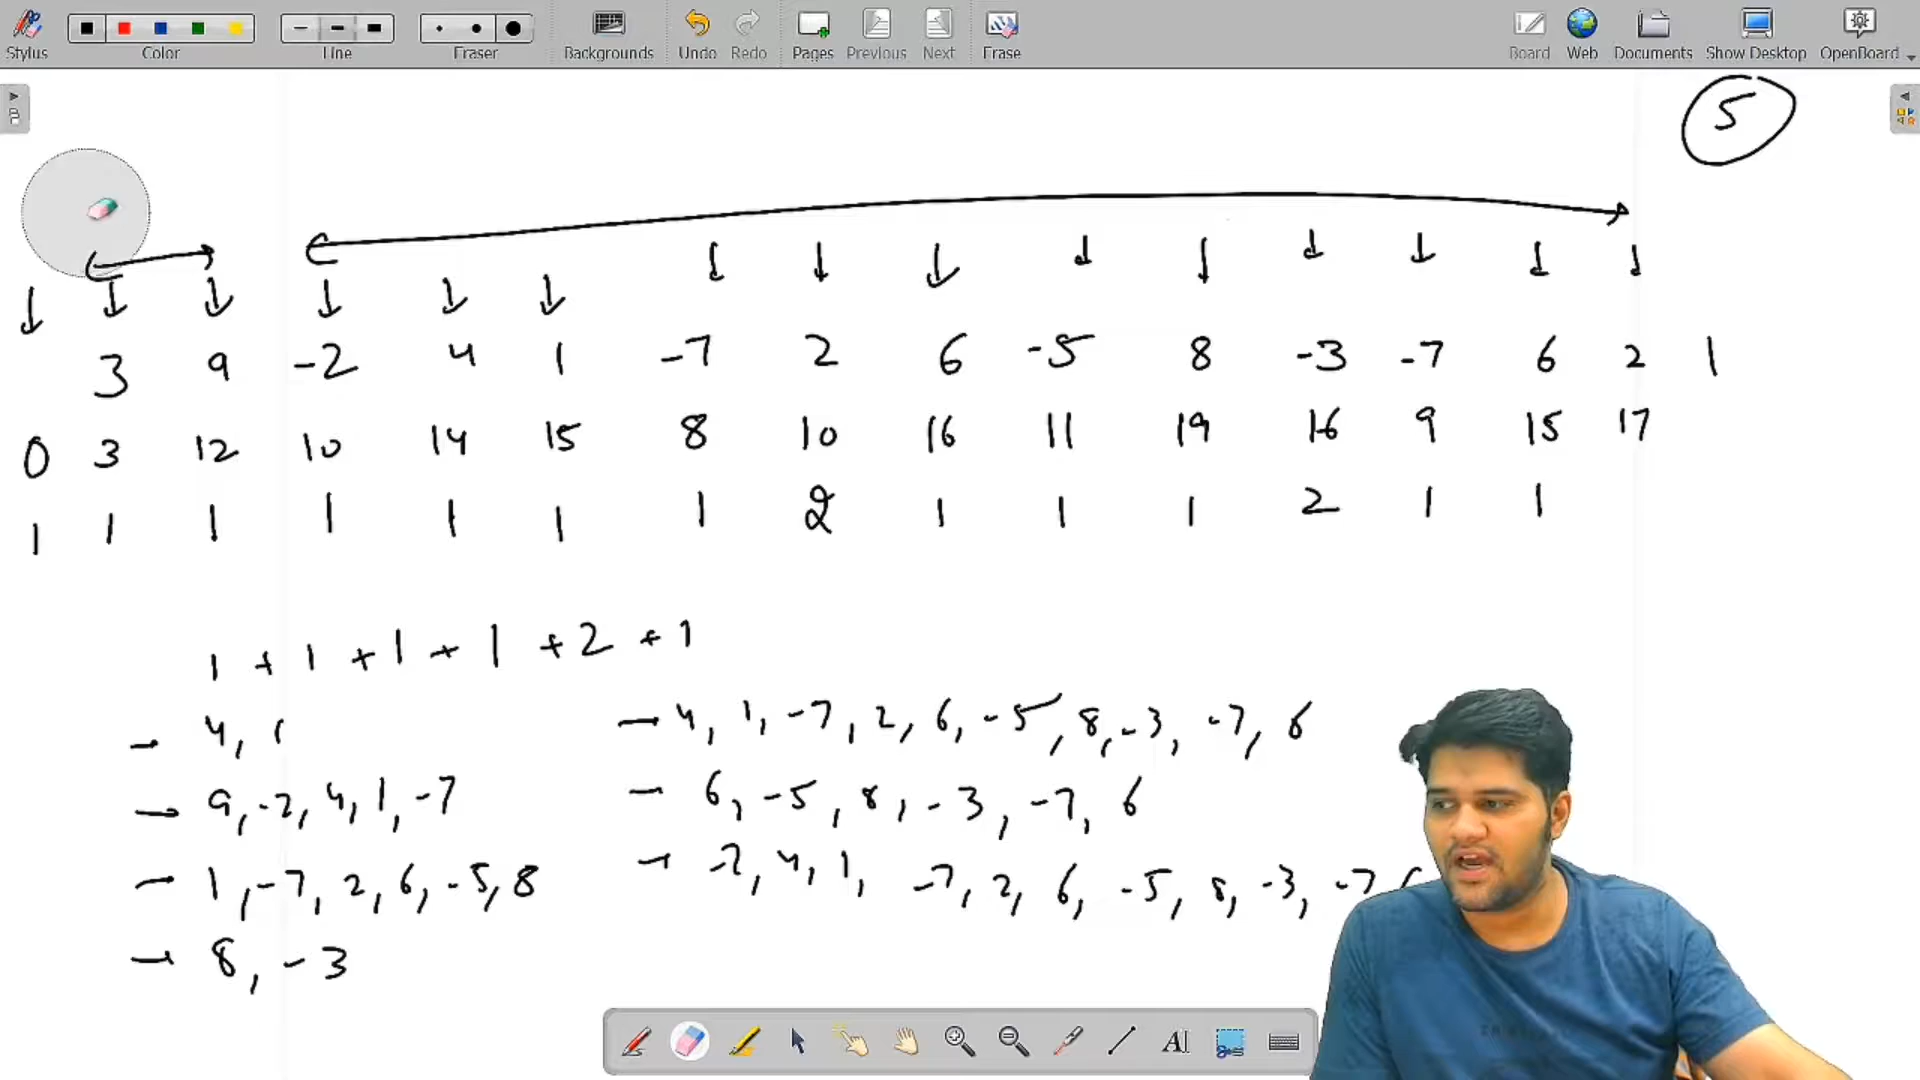 Stylus Color Line Eraser Backgrounds Undo Redo Pages Previous Next Erase Board Web Documents Show Desktop OpenBoard
5
3 9 -2 4 1 -7 2 6 -5 8 -3 -7 6 2 1
0 3 12 10 14 15 8 10 16 11 19 16 9 15 17
1 1 1 1 1 1 1 2 1 1 1 2 1 1
1 + 1 + 1 + 1 + 2 + 1
- 4, 1
- 9, -2, 4, 1, -7
- 1, -7, 2, 6, -5, 8
- 8, -3
- 4, 1, -7, 2, 6, -5, 8, -3, -7, 6
- 6, -5, 8, -3, -7, 6
- -2, 4, 1, -7, 2, 6, -5, 8, -3, -7